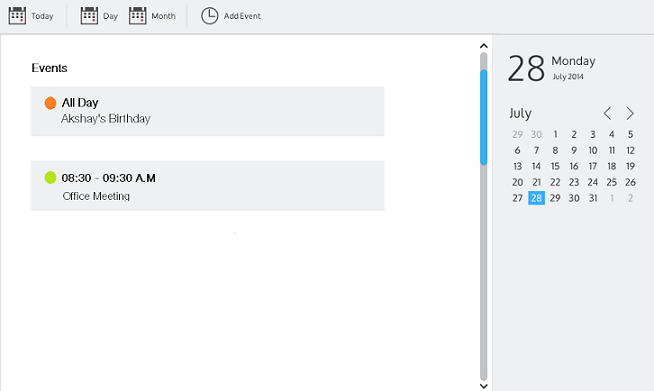 Today Day Month Add Event
Events
All Day
Akshay's Birthday
08:30 - 09:30 A.M
Office Meeting
28 Monday
July 2014
July
29 30 1 2 3 4 5
6 7 8 9 10 11 12
13 14 15 16 17 18 19
20 21 22 23 24 25 26
27 28 29 30 31 1 2